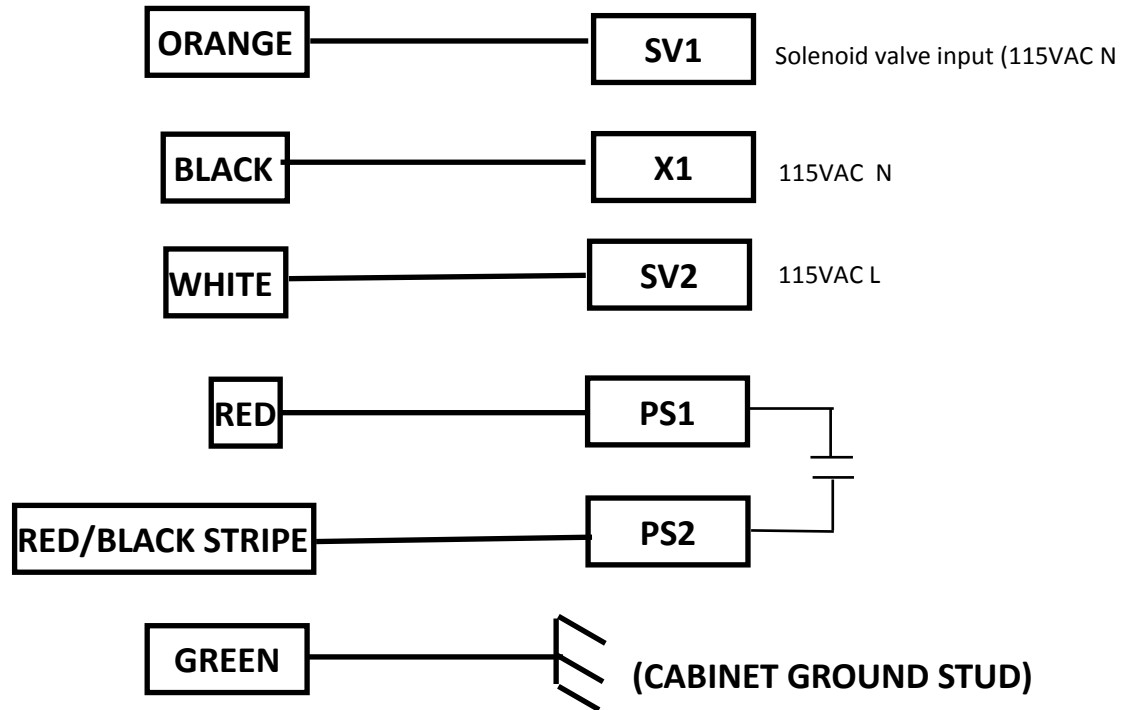 ORANGE SV1 Solenoid valve input (115VAC N
BLACK X1 115VAC N
WHITE SV2 115VAC L
RED PS1
RED/BLACK STRIPE PS2
GREEN (CABINET GROUND STUD)